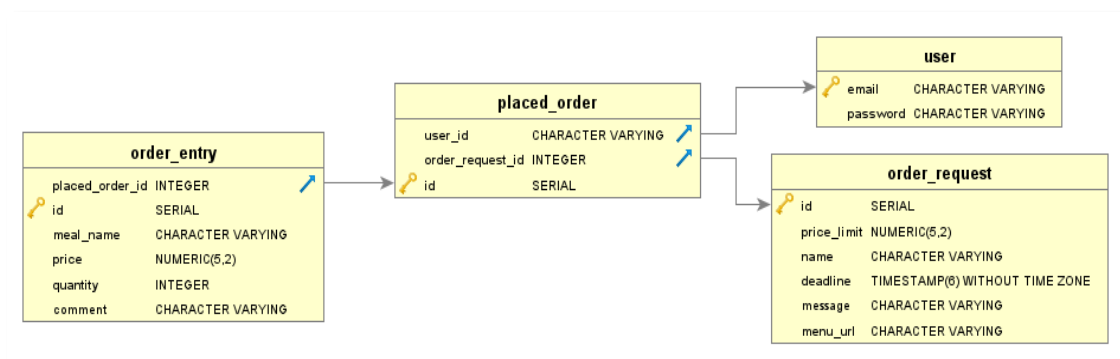 order_entry
placed_order_id INTEGER
id SERIAL
meal_name CHARACTER VARYING
price NUMERIC(5,2)
quantity INTEGER
comment CHARACTER VARYING
placed_order
user_id CHARACTER VARYING
order_request_id INTEGER
id SERIAL
user
email CHARACTER VARYING
password CHARACTER VARYING
order_request
id SERIAL
price_limit NUMERIC(5,2)
name CHARACTER VARYING
deadline TIMESTAMP(6) WITHOUT TIME ZONE
message CHARACTER VARYING
menu_url CHARACTER VARYING